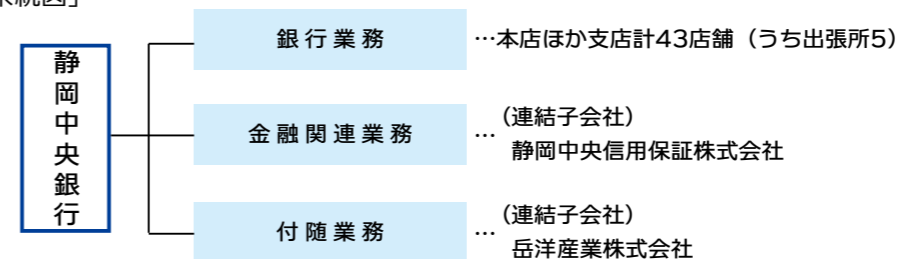 系統図」
静岡中央銀行
銀行業務 …本店ほか支店計43店舗（うち出張所5）
金融関連業務 …（連結子会社）
静岡中央信用保証株式会社
付随業務 …（連結子会社）
岳洋産業株式会社